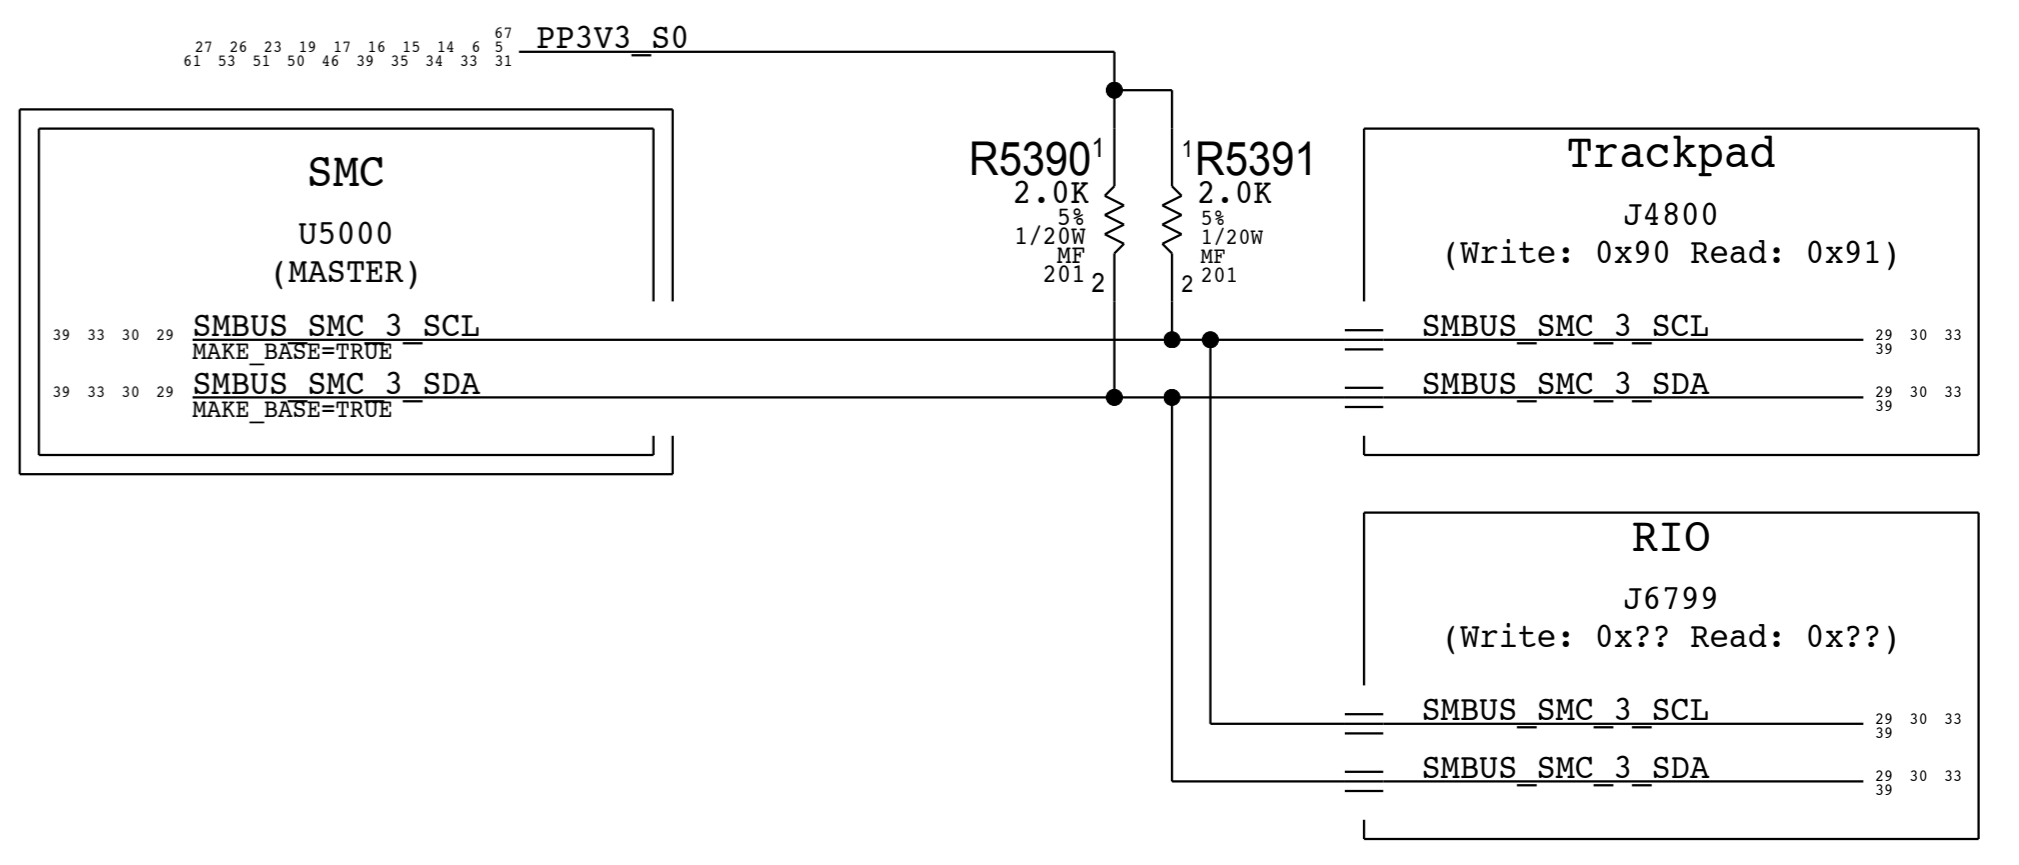 67
27 26 23 19 17 16 15 14 6 5 PP3V3_S0
61 53 51 50 46 39 35 34 33 31
SMC
U5000
(MASTER)
39 33 30 29 SMBUS_SMC_3_SCL
MAKE_BASE=TRUE
39 33 30 29 SMBUS_SMC_3_SDA
MAKE_BASE=TRUE
R5390 1
2.0K
5%
1/20W
MF
201
2
1 R5391
2.0K
5%
1/20W
MF
201
2
Trackpad
J4800
(Write: 0x90 Read: 0x91)
SMBUS_SMC_3_SCL 29 30 33
39
SMBUS_SMC_3_SDA 29 30 33
39
RIO
J6799
(Write: 0x?? Read: 0x??)
SMBUS_SMC_3_SCL 29 30 33
39
SMBUS_SMC_3_SDA 29 30 33
39